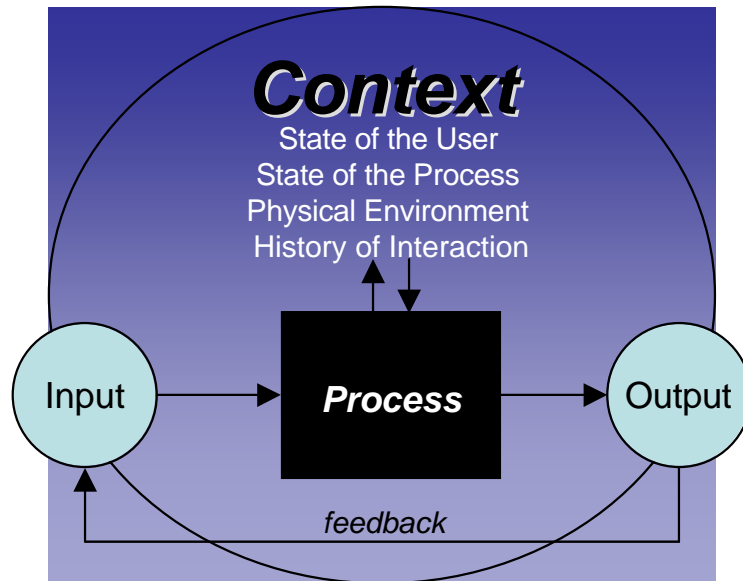 Context
State of the User
State of the Process
Physical Environment
History of Interaction
Input
Process
Output
feedback